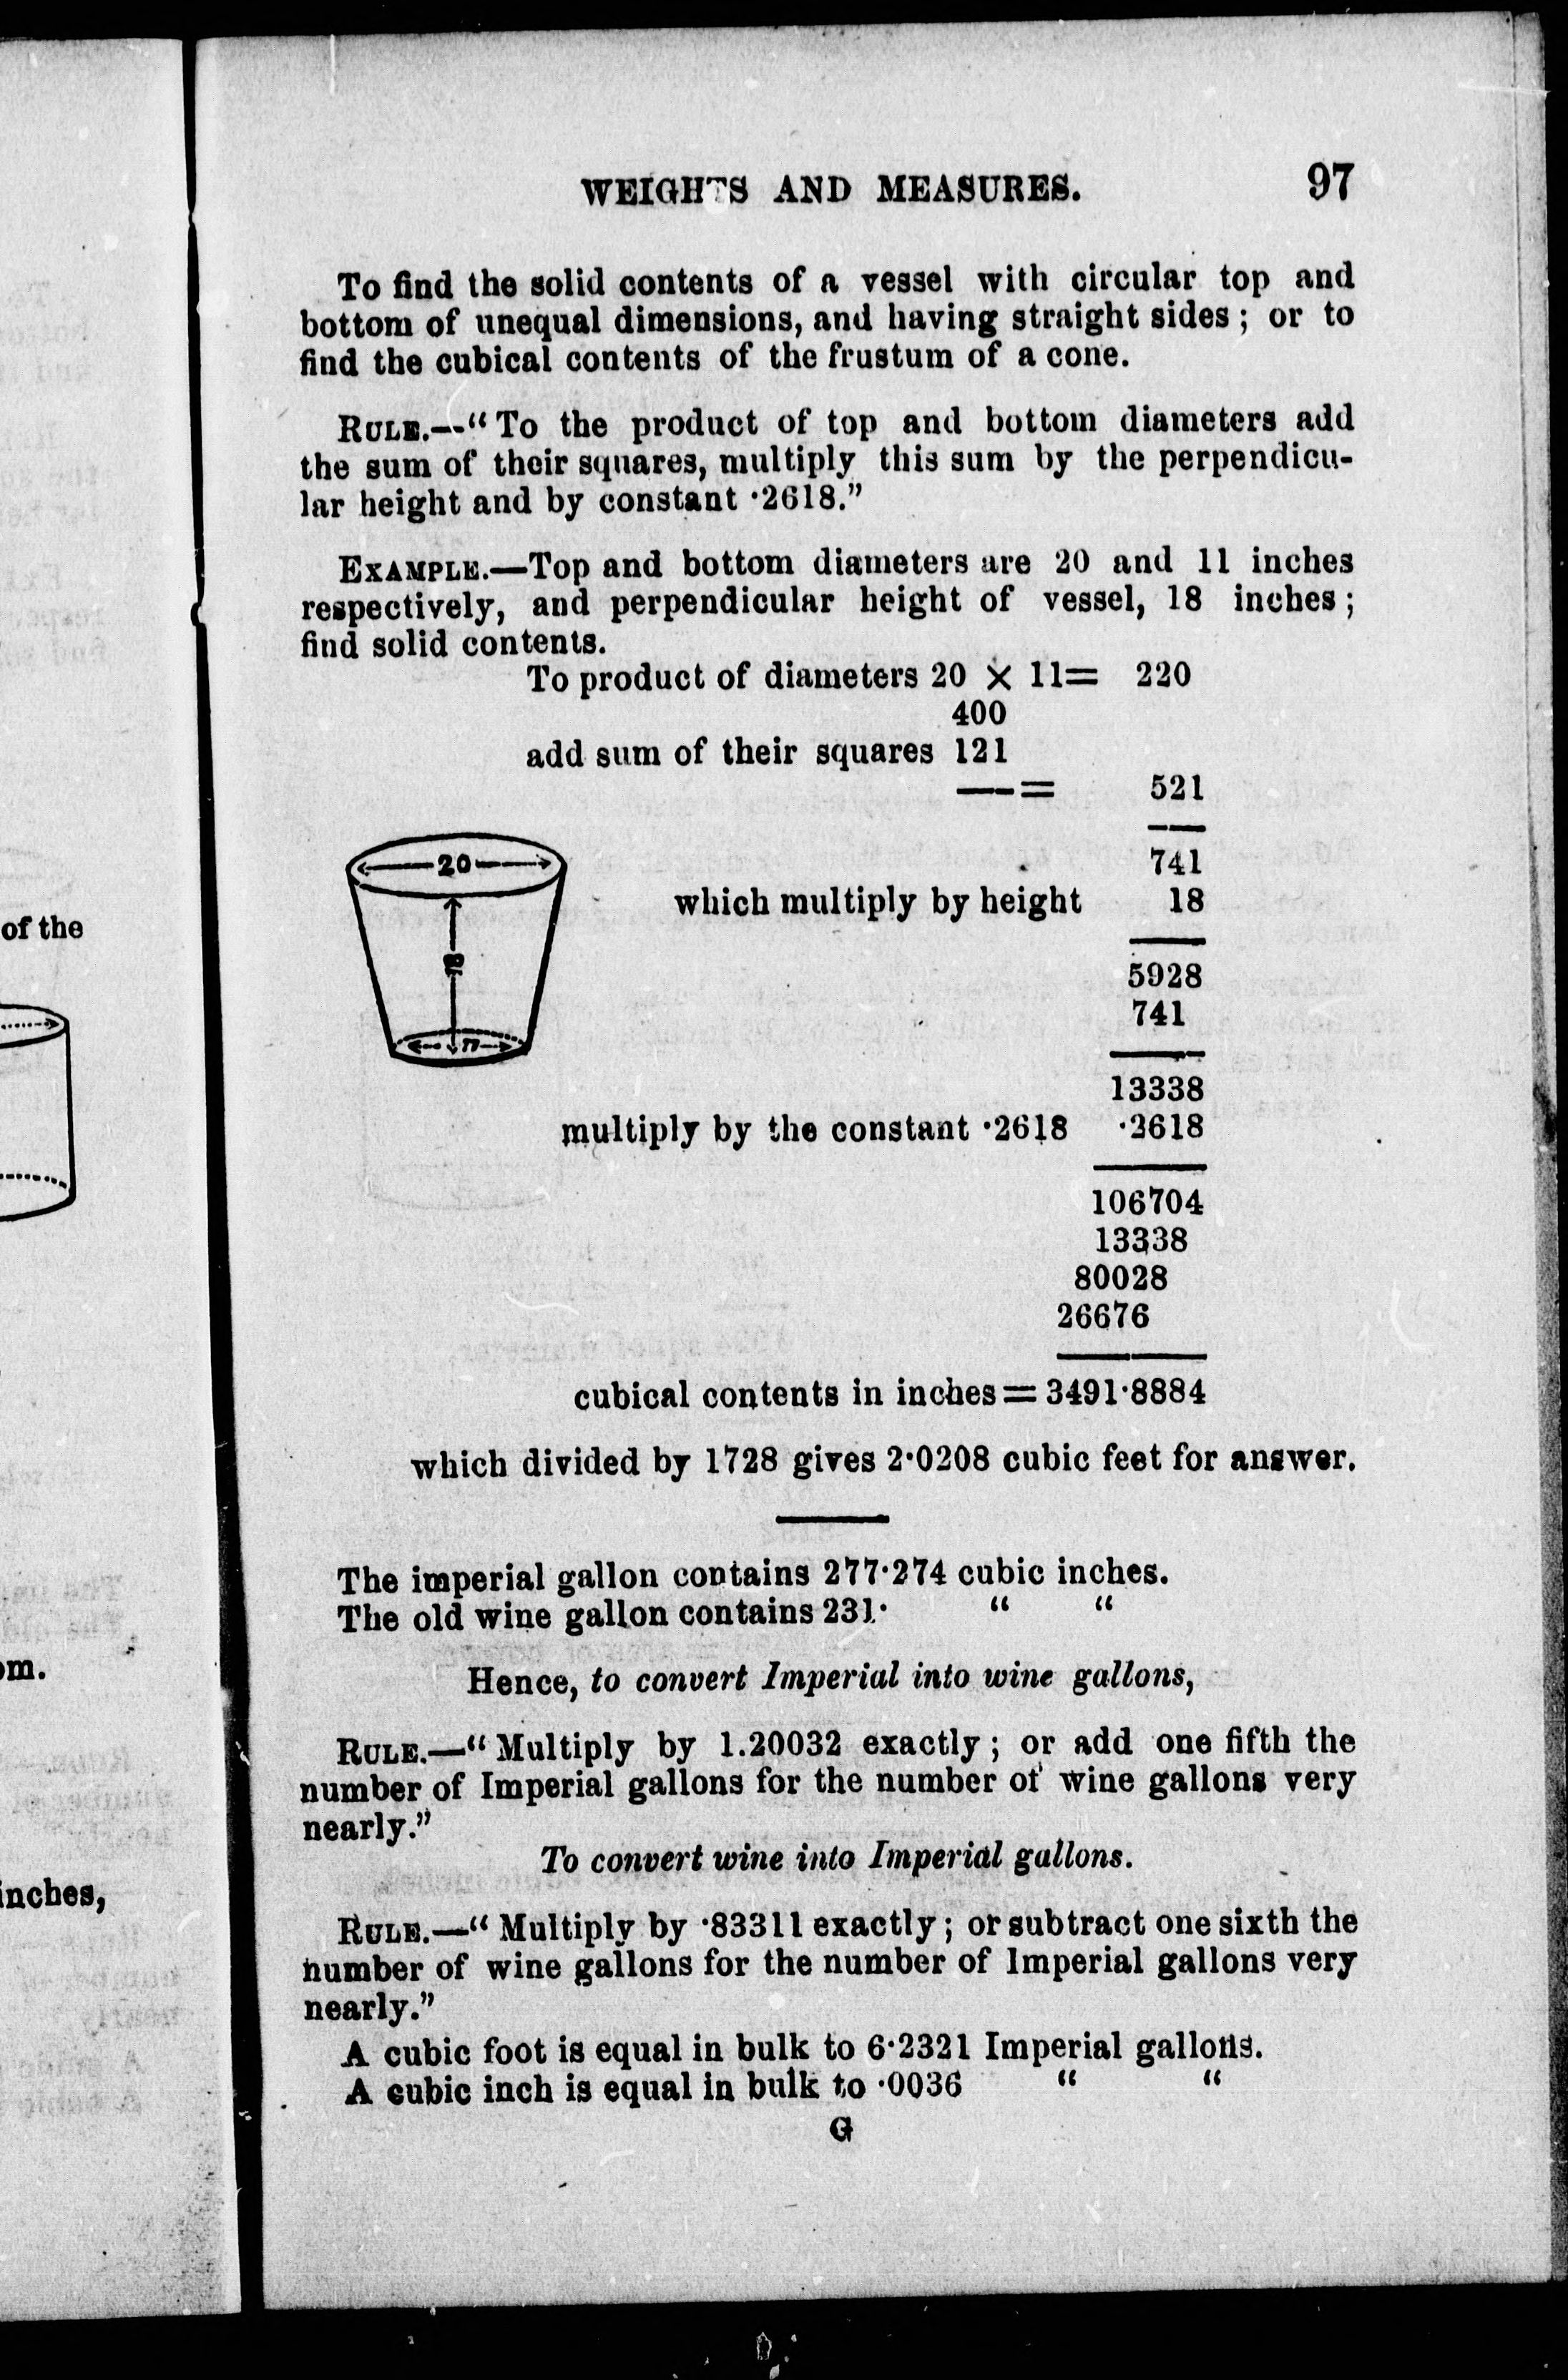 of the
om.
inches,
WEIGHTS AND MEASURES. 97
To find the solid contents of a vessel with circular top and
bottom of unequal dimensions, and having straight sides; or to
find the cubical contents of the frustum of a cone.
RULE.—"To the product of top and bottom diameters add
the sum of their squares, multiply this sum by the perpendicu-
lar height and by constant ·2618."
EXAMPLE.—Top and bottom diameters are 20 and 11 inches
respectively, and perpendicular height of vessel, 18 inches;
find solid contents.
To product of diameters 20 × 11= 220
400
add sum of their squares 121
—= 521
20
741
which multiply by height 18
18
5928
741
11
13338
multiply by the constant ·2618 ·2618
106704
13338
80028
26676
cubical contents in inches = 3491·8884
which divided by 1728 gives 2·0208 cubic feet for answer.
The imperial gallon contains 277·274 cubic inches.
The old wine gallon contains 231· " "
Hence, to convert Imperial into wine gallons,
RULE.—"Multiply by 1.20032 exactly; or add one fifth the
number of Imperial gallons for the number of wine gallons very
nearly."
To convert wine into Imperial gallons.
RULE.—"Multiply by ·83311 exactly; or subtract one sixth the
number of wine gallons for the number of Imperial gallons very
nearly."
A cubic foot is equal in bulk to 6·2321 Imperial gallons.
A cubic inch is equal in bulk to ·0036 " "
G